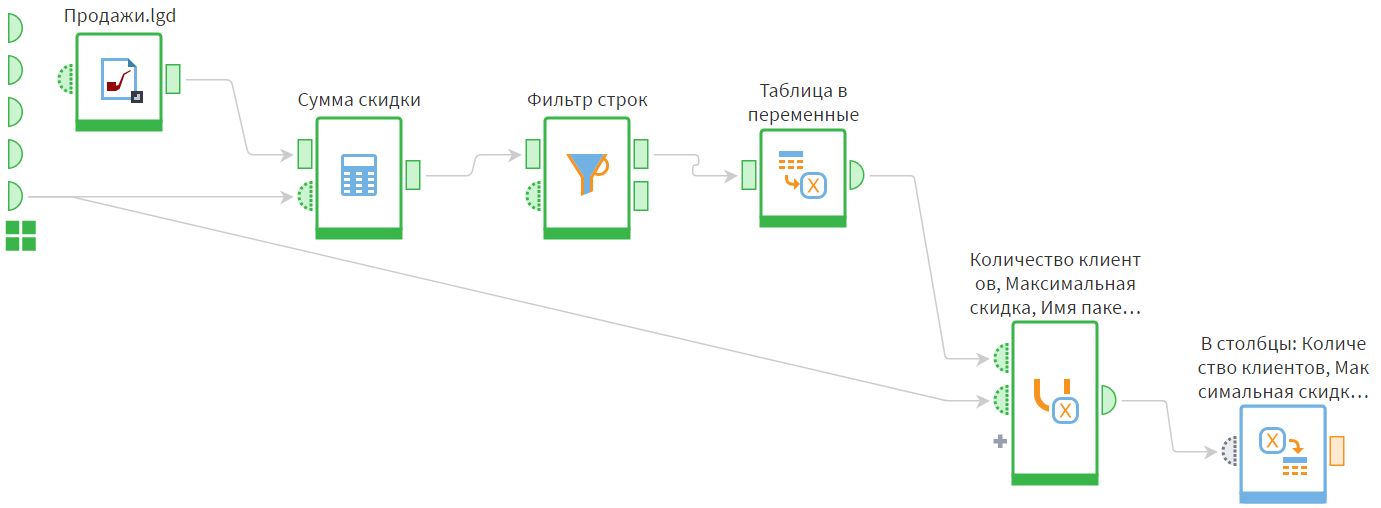 Продажи.lgd
Сумма скидки
Фильтр строк
Таблица в
переменные
Количество клиент
ов, Максимальная
скидка, Имя паке...
В столбцы: Количе
ство клиентов, Мак
симальная скидк...